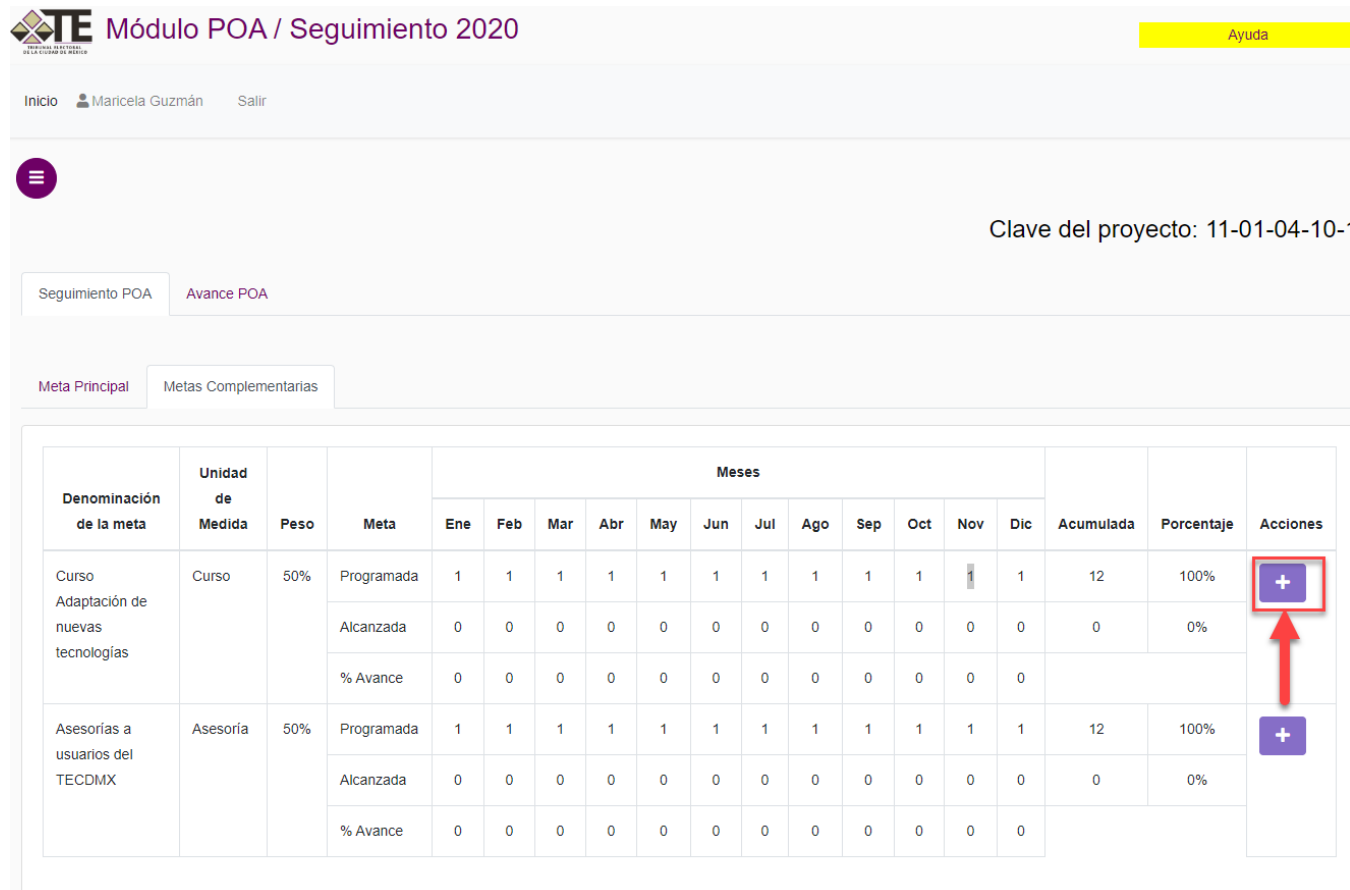 TE Módulo POA / Seguimiento 2020
TRIBUNAL ELECTORAL
DE LA CIUDAD DE MÉXICO
Ayuda
Inicio Maricela Guzmán Salir
Clave del proyecto: 11-01-04-10-1
Seguimiento POA Avance POA
Meta Principal Metas Complementarias
Denominación de la meta Unidad de Medida Peso Meta Meses Acumulada Porcentaje Acciones
Ene Feb Mar Abr May Jun Jul Ago Sep Oct Nov Dic
Curso Adaptación de nuevas tecnologías Curso 50% Programada 1 1 1 1 1 1 1 1 1 1 1 1 12 100% +
Alcanzada 0 0 0 0 0 0 0 0 0 0 0 0 0 0%
% Avance 0 0 0 0 0 0 0 0 0 0 0 0
Asesorías a usuarios del TECDMX Asesoría 50% Programada 1 1 1 1 1 1 1 1 1 1 1 1 12 100% +
Alcanzada 0 0 0 0 0 0 0 0 0 0 0 0 0 0%
% Avance 0 0 0 0 0 0 0 0 0 0 0 0